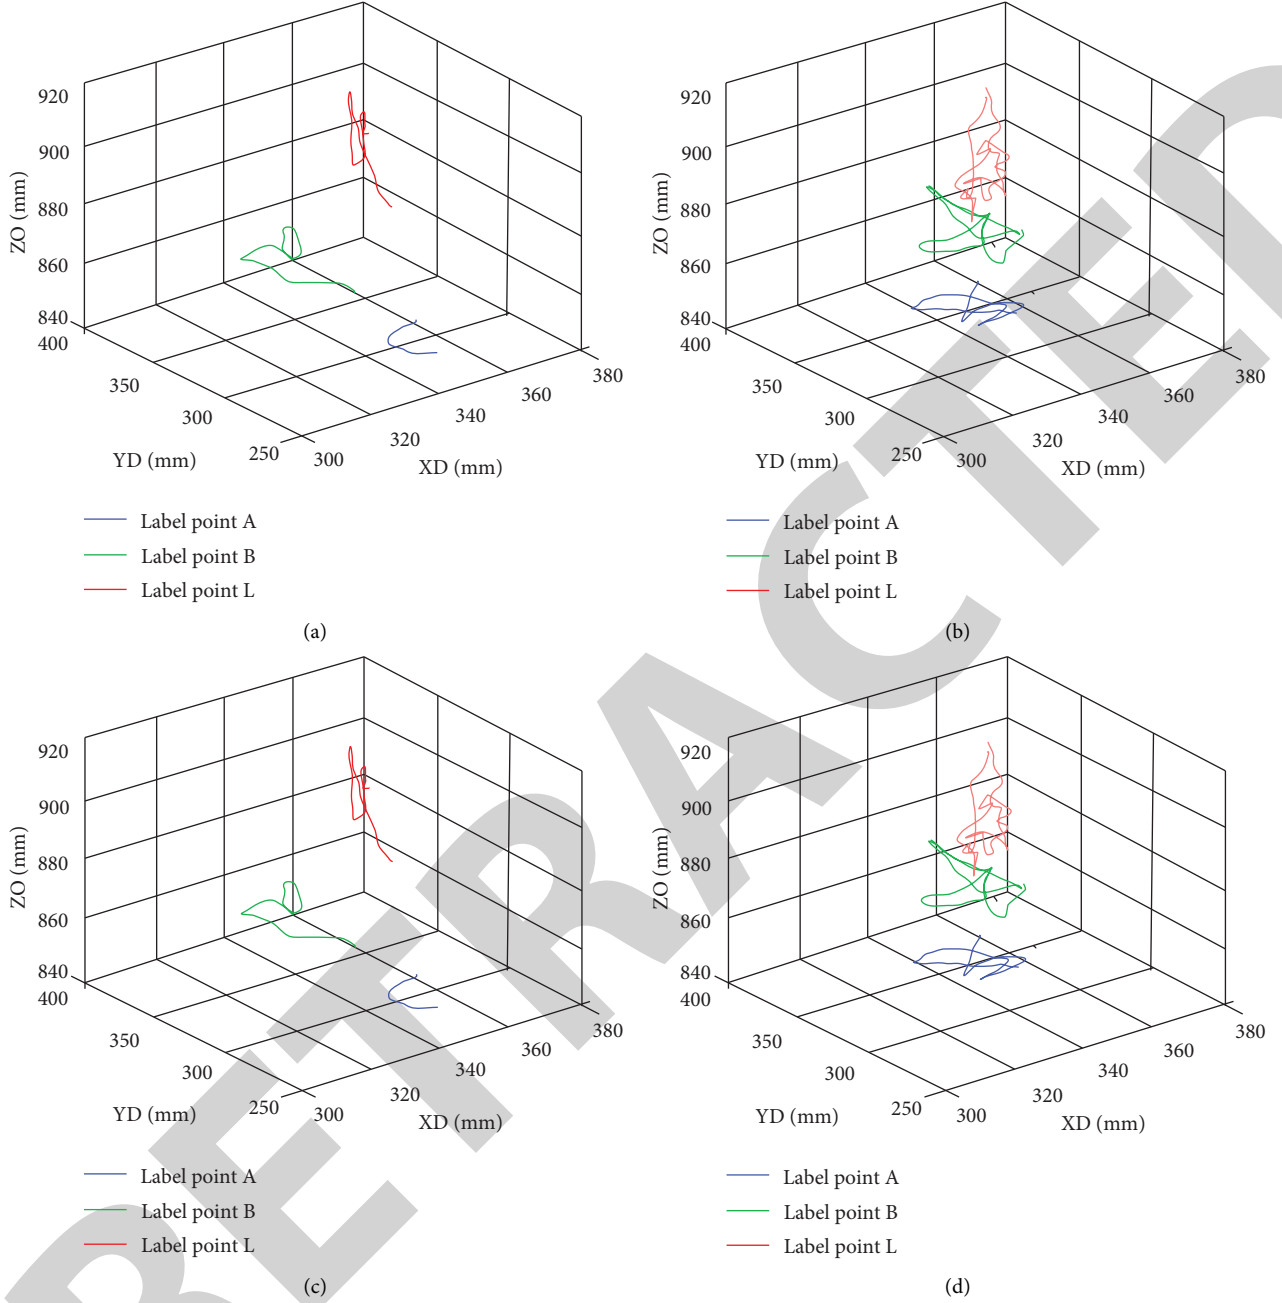 920
900
880
860
840
400
350
300
250
300
320
340
360
380
ZO (mm)
YD (mm)
XD (mm)
Label point A
Label point B
Label point L
(a)
920
900
880
860
840
400
350
300
250
300
320
340
360
380
ZO (mm)
YD (mm)
XD (mm)
Label point A
Label point B
Label point L
(b)
920
900
880
860
840
400
350
300
250
300
320
340
360
380
ZO (mm)
YD (mm)
XD (mm)
Label point A
Label point B
Label point L
(c)
920
900
880
860
840
400
350
300
250
300
320
340
360
380
ZO (mm)
YD (mm)
XD (mm)
Label point A
Label point B
Label point L
(d)
RETRACTED